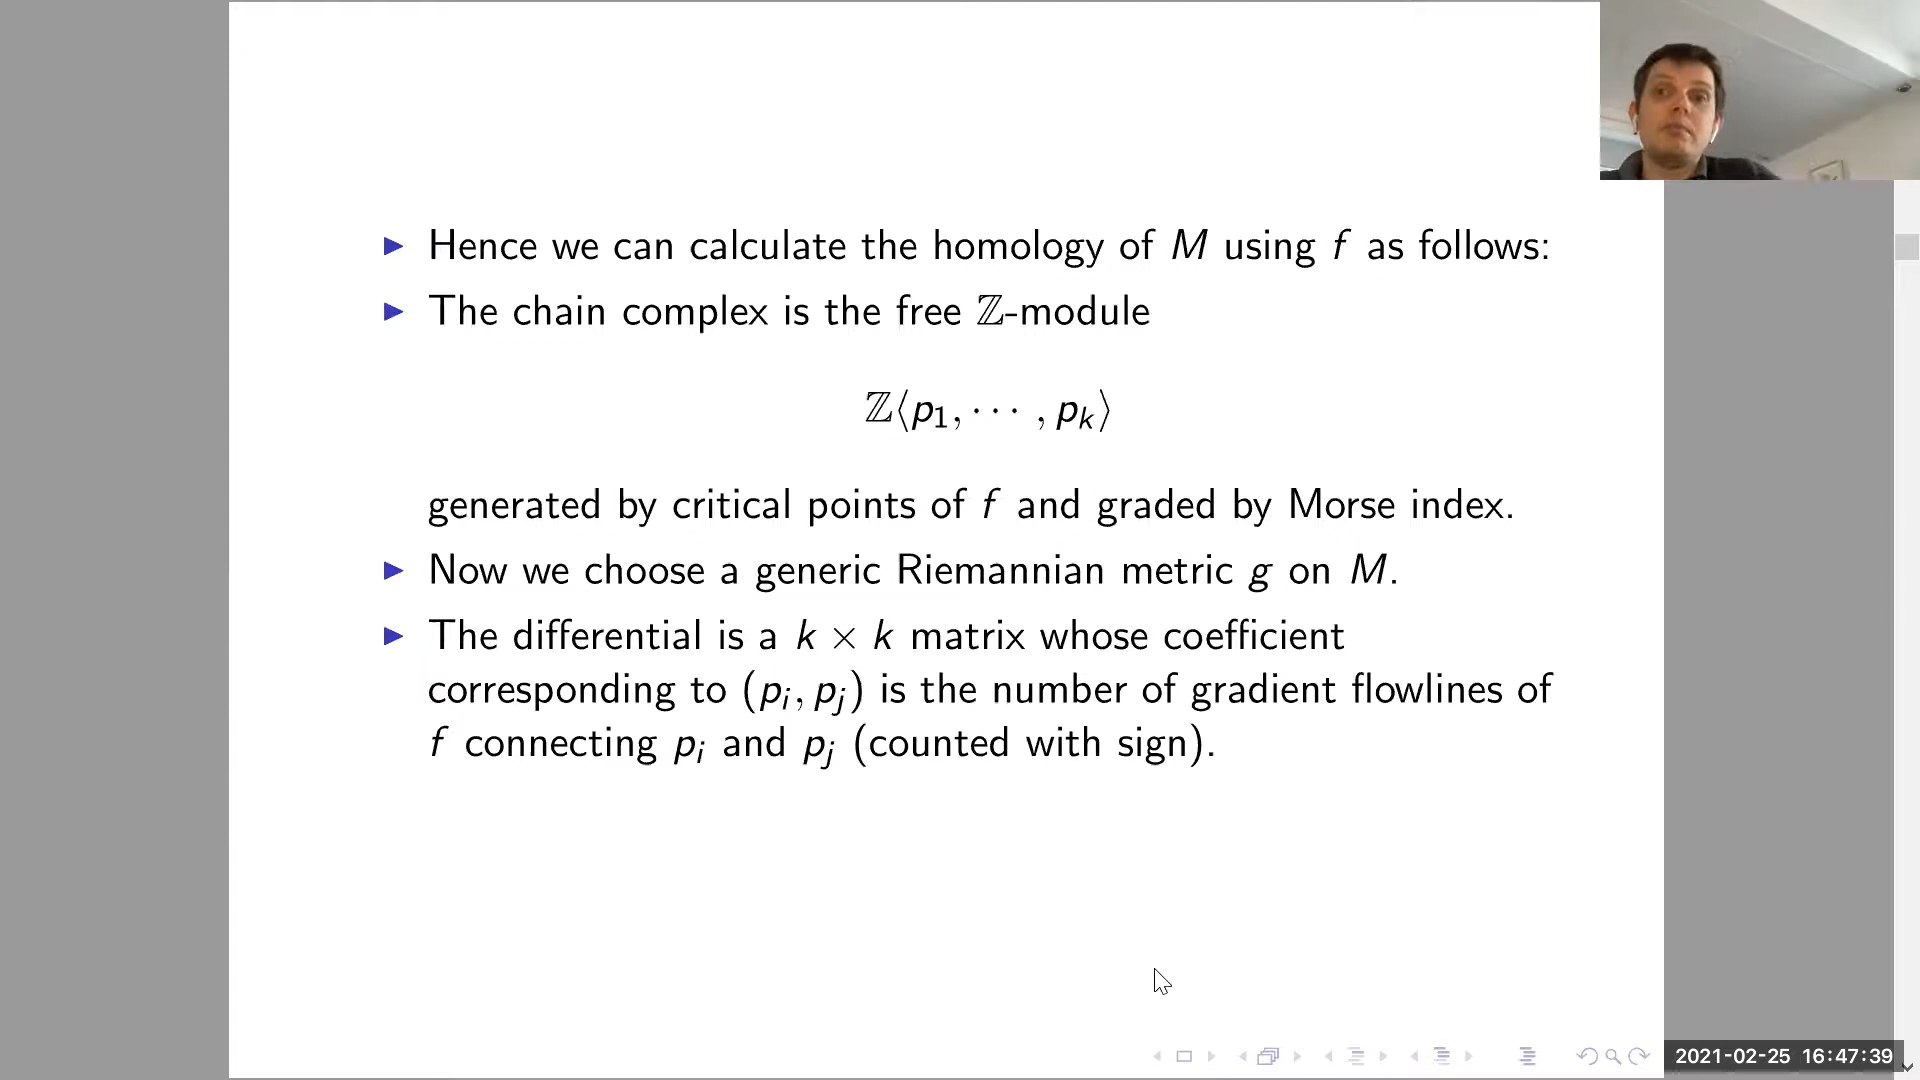 Hence we can calculate the homology of M using f as follows:
The chain complex is the free ℤ-module
ℤ⟨p₁, ⋯ , pₖ⟩
generated by critical points of f and graded by Morse index.
Now we choose a generic Riemannian metric g on M.
The differential is a k × k matrix whose coefficient
corresponding to (pᵢ, pⱼ) is the number of gradient flowlines of
f connecting pᵢ and pⱼ (counted with sign).
2021-02-25 16:47:39